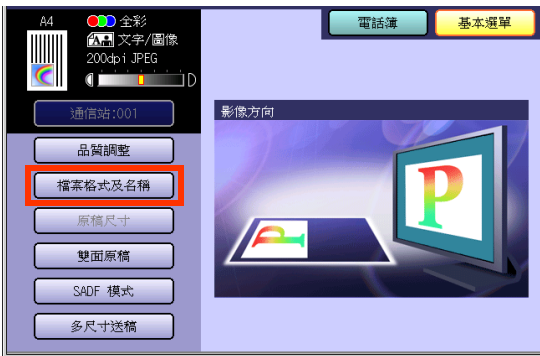 A4
全彩
文字/圖像
200dpi JPEG
D
通信站:001
品質調整
檔案格式及名稱
原稿尺寸
雙面原稿
SADF 模式
多尺寸送稿
電話簿
基本選單
影像方向
P
P